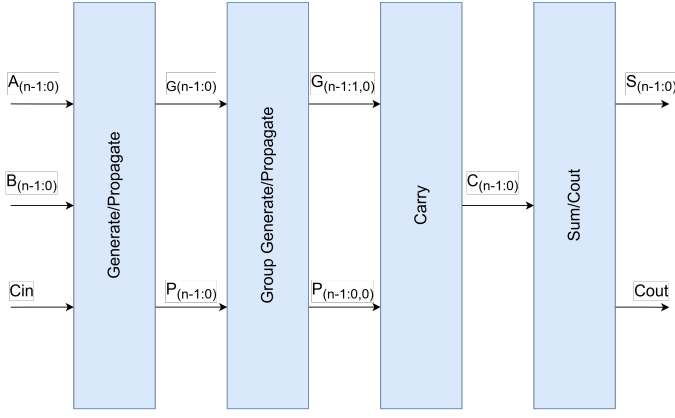 A(n-1:0)
B(n-1:0)
Cin
Generate/Propagate
G(n-1:0)
P(n-1:0)
Group Generate/Propagate
G(n-1:1,0)
P(n-1:0,0)
Carry
C(n-1:0)
Sum/Cout
S(n-1:0)
Cout